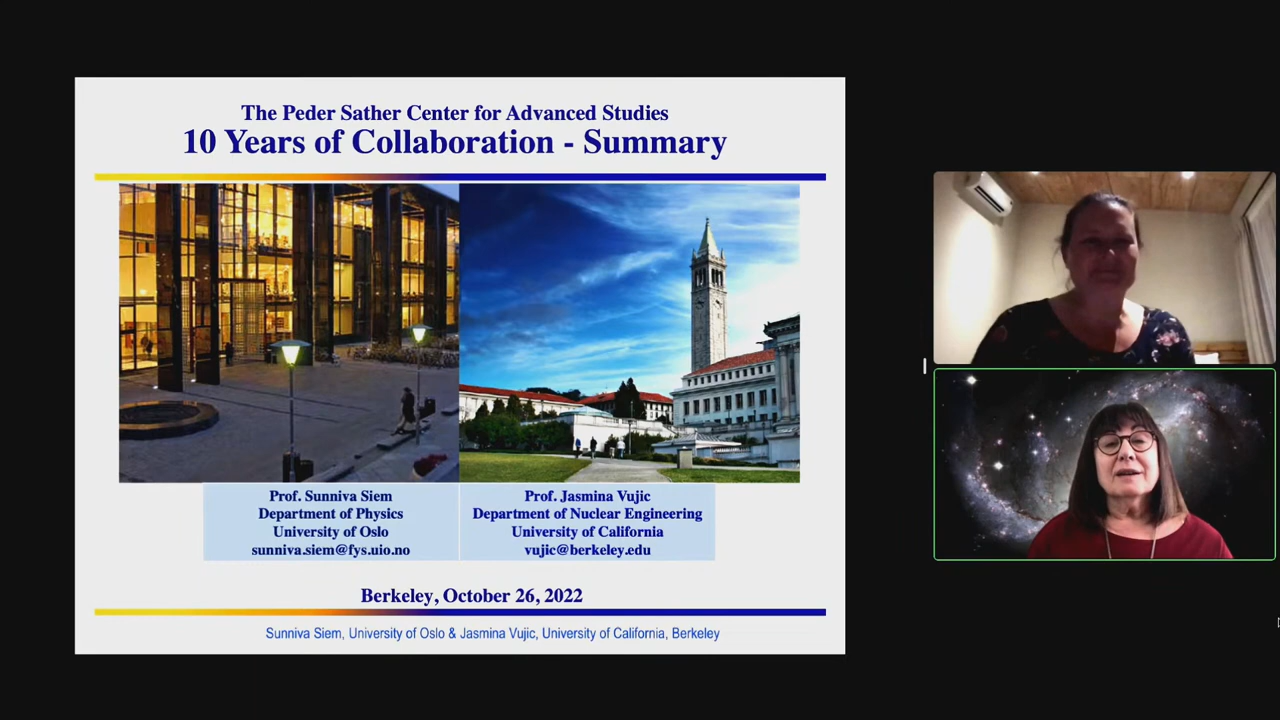 The Peder Sather Center for Advanced Studies
10 Years of Collaboration - Summary
Prof. Sunniva Siem
Department of Physics
University of Oslo
sunniva.siem@fys.uio.no
Prof. Jasmina Vujic
Department of Nuclear Engineering
University of California
vujic@berkeley.edu
Berkeley, October 26, 2022
Sunniva Siem, University of Oslo & Jasmina Vujic, University of California, Berkeley